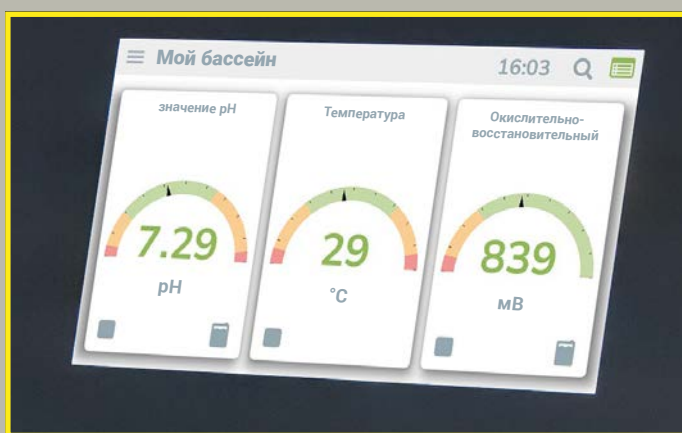 Мой бассейн
16:03
значение pH
7.29
pH
Температура
29
°C
Окислительно-
восстановительный
839
мВ